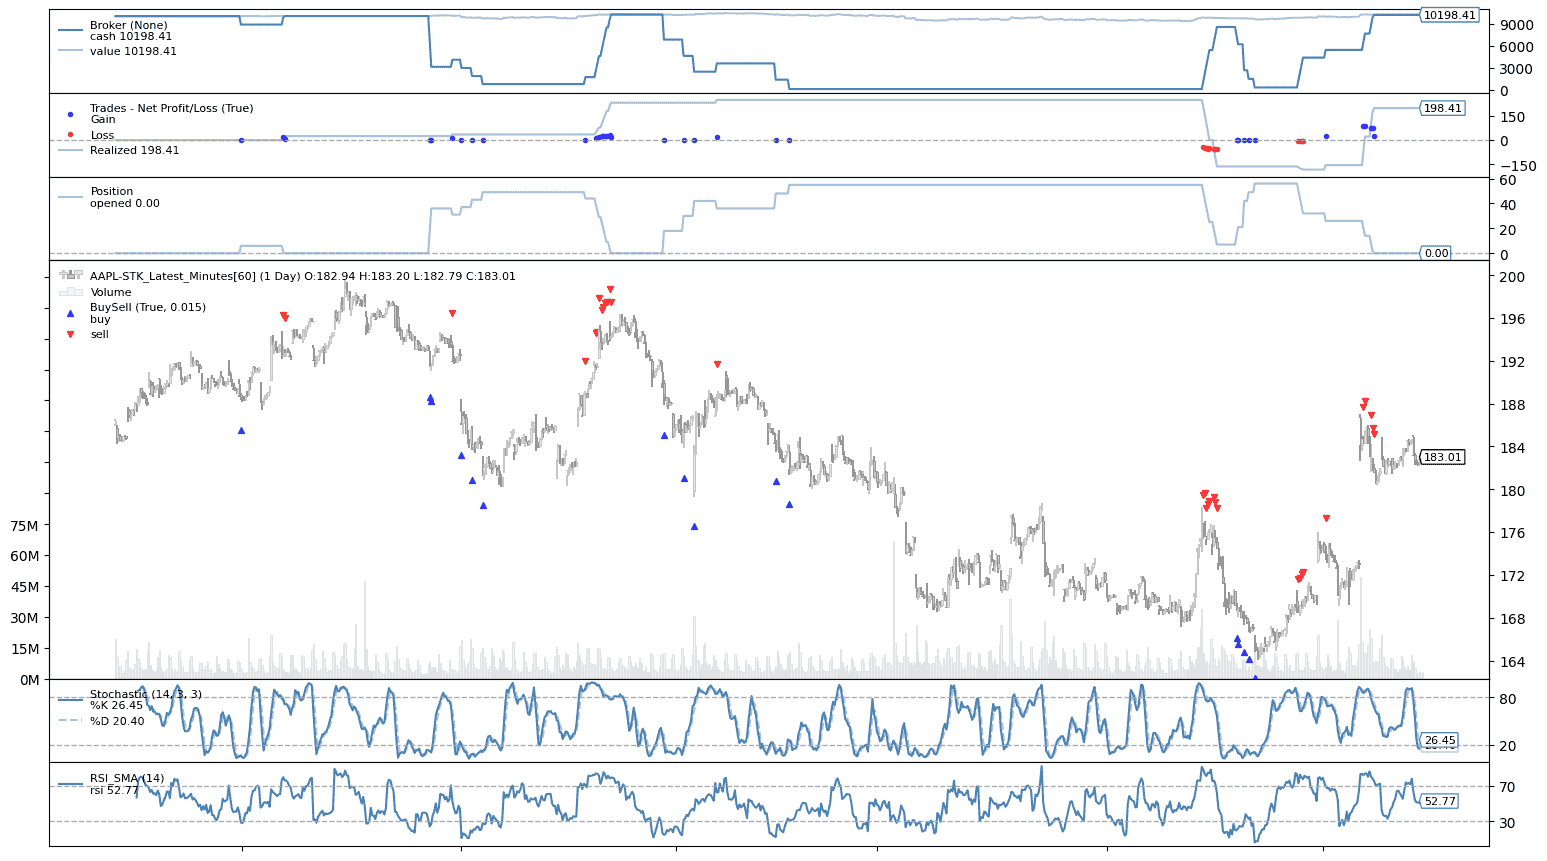 Broker (None)
cash 10198.41
value 10198.41
10198.41
9000
6000
3000
0
Trades - Net Profit/Loss (True)
Gain
Loss
Realized 198.41
198.41
150
0
−150
Position
opened 0.00
60
40
20
0
0.00
AAPL-STK_Latest_Minutes[60] (1 Day) O:182.94 H:183.20 L:182.79 C:183.01
Volume
BuySell (True, 0.015)
buy
sell
200
196
192
188
184
183.01
180
176
172
168
164
75M
60M
45M
30M
15M
0M
Stochastic (14, 3, 3)
%K 26.45
%D 20.40
80
26.45
20
RSI_SMA (14)
rsi 52.77
70
52.77
30